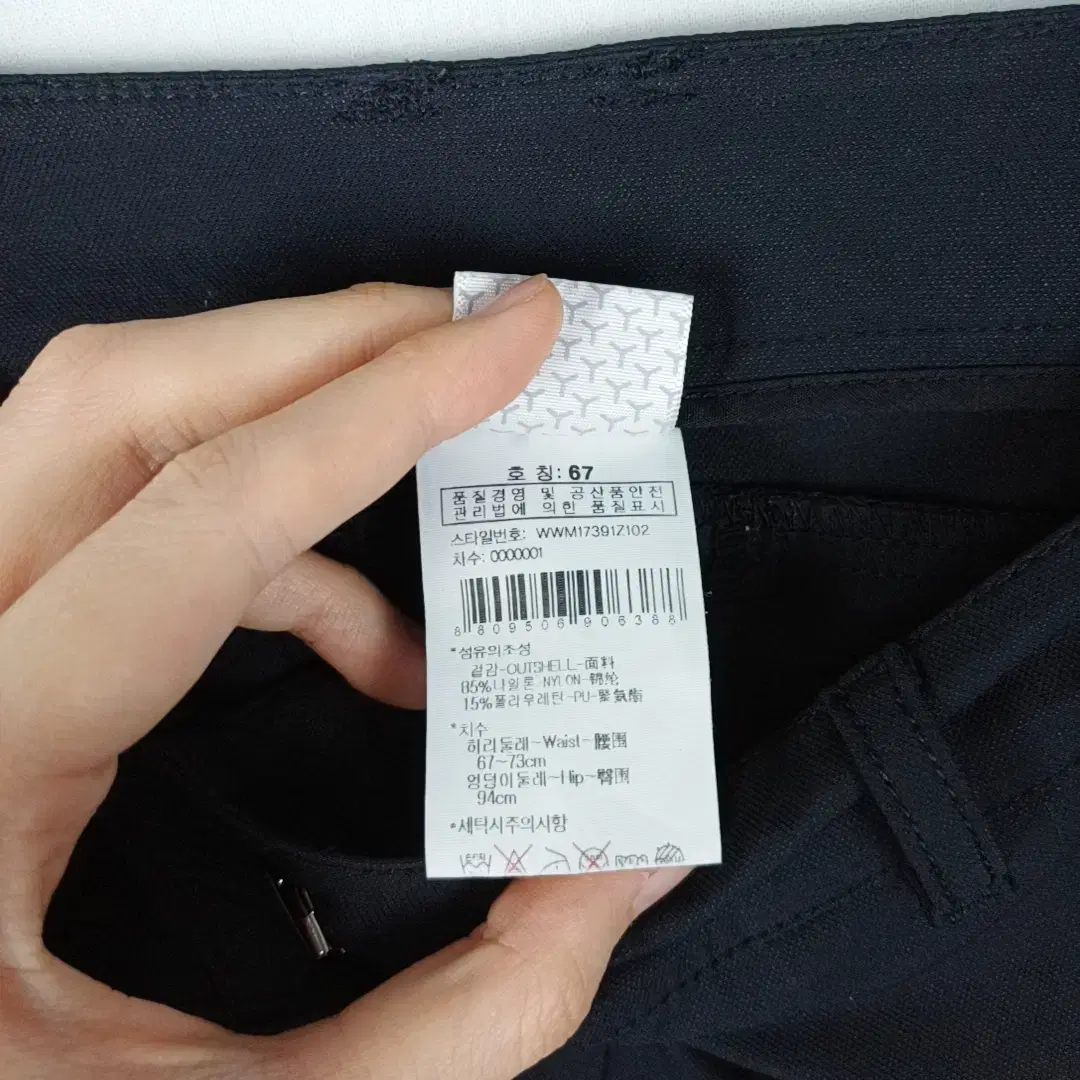 호 칭: 67
품질경영 및 공산품안전
관리법에 의한 품질표시
스타일번호: WWM17391Z102
차수: 0000001
8 809506 906388
*섬유의조성
겉감-OUTSHELL-面料
85%나일론-NYLON-锦纶
15%폴리우레탄-PU-聚氨酯
*치수
허리둘레~Waist~腰围
67~73cm
엉덩이둘레~Hip~臀围
94cm
*세탁시주의사항